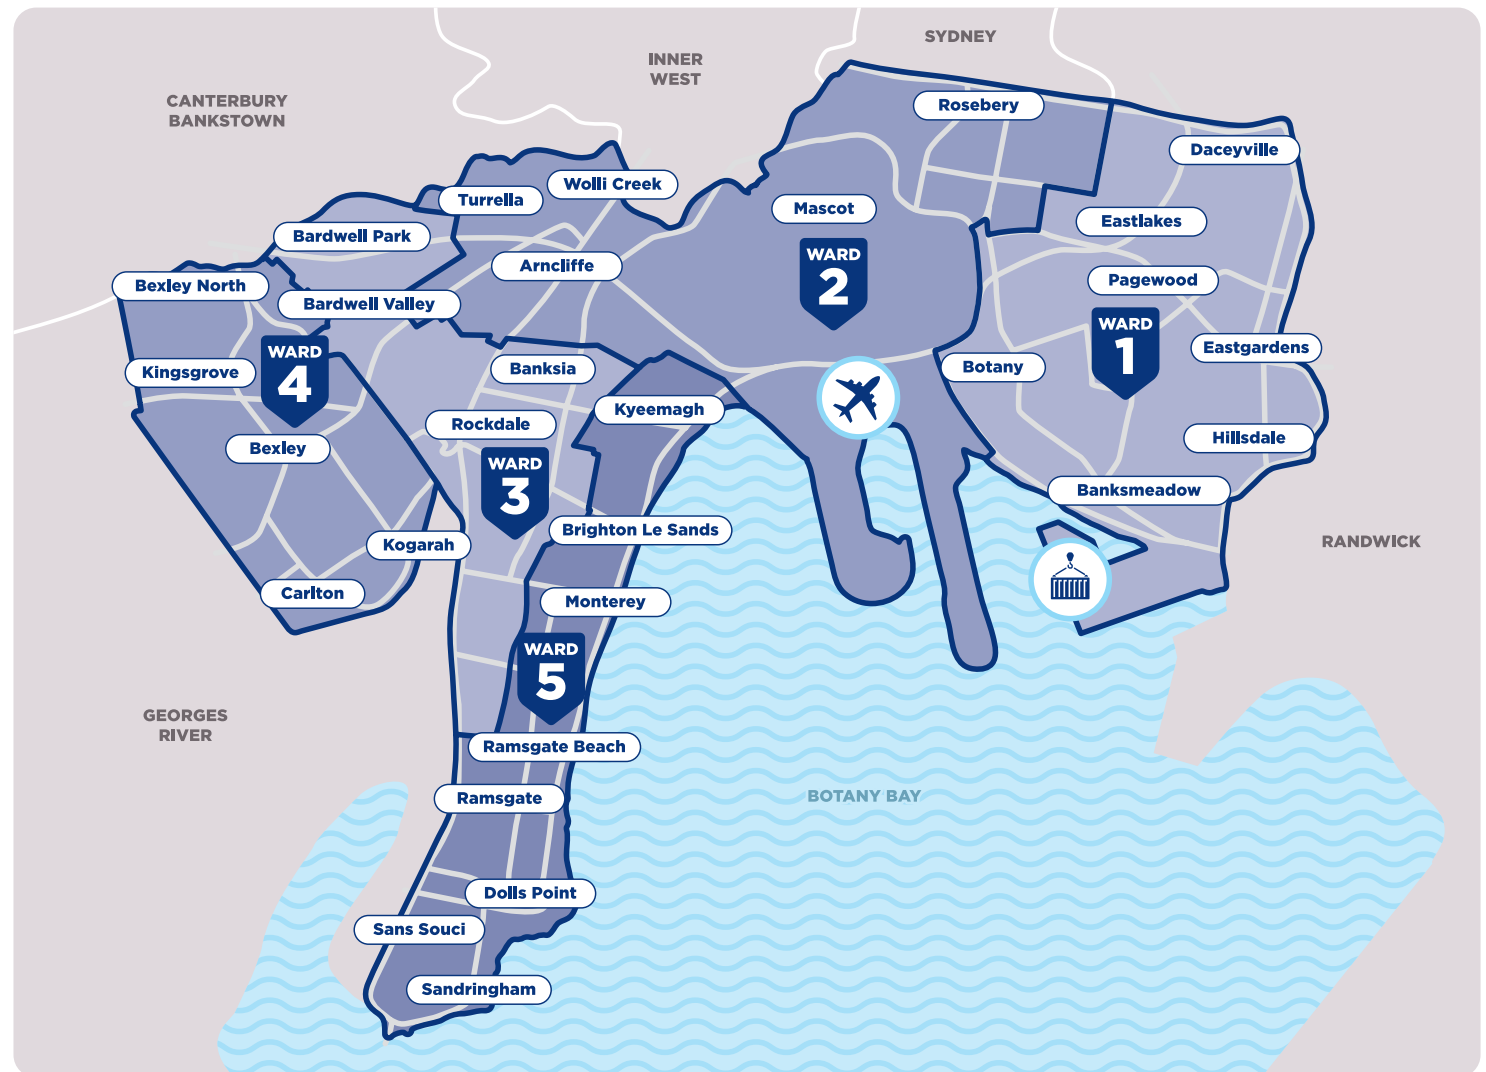 SYDNEY
INNER
WEST
CANTERBURY
BANKSTOWN
Rosebery
Daceyville
Wolli Creek
Turrella
Mascot
Eastlakes
Bardwell Park
WARD
2
Arncliffe
Pagewood
Bexley North
Bardwell Valley
WARD
1
Eastgardens
WARD
4
Kingsgrove
Banksia
Botany
Kyeemagh
Rockdale
Hillsdale
Bexley
WARD
3
Banksmeadow
Brighton Le Sands
RANDWICK
Kogarah
Carlton
Monterey
WARD
5
GEORGES
RIVER
Ramsgate Beach
BOTANY BAY
Ramsgate
Dolls Point
Sans Souci
Sandringham